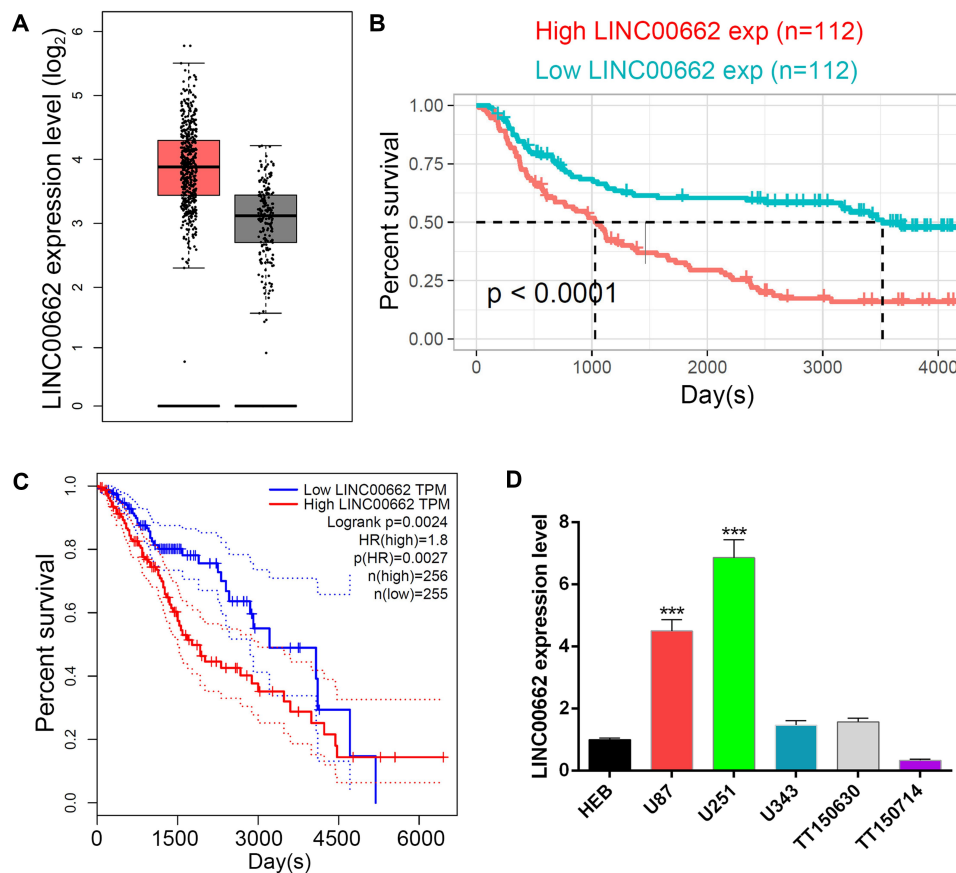 A
LINC00662 expression level (log2)
6
5
4
3
2
1
0
B
High LINC00662 exp (n=112)
Low LINC00662 exp (n=112)
Percent survival
1.00
0.75
0.50
0.25
0.00
p < 0.0001
0
1000
2000
3000
4000
Day(s)
C
Percent survival
1.0
0.8
0.6
0.4
0.2
0.0
Low LINC00662 TPM
High LINC00662 TPM
Logrank p=0.0024
HR(high)=1.8
p(HR)=0.0027
n(high)=256
n(low)=255
0
1500
3000
4500
6000
Day(s)
D
LINC00662 expression level
8
6
4
2
0
***
***
HEB
U87
U251
U343
TT150630
TT150714